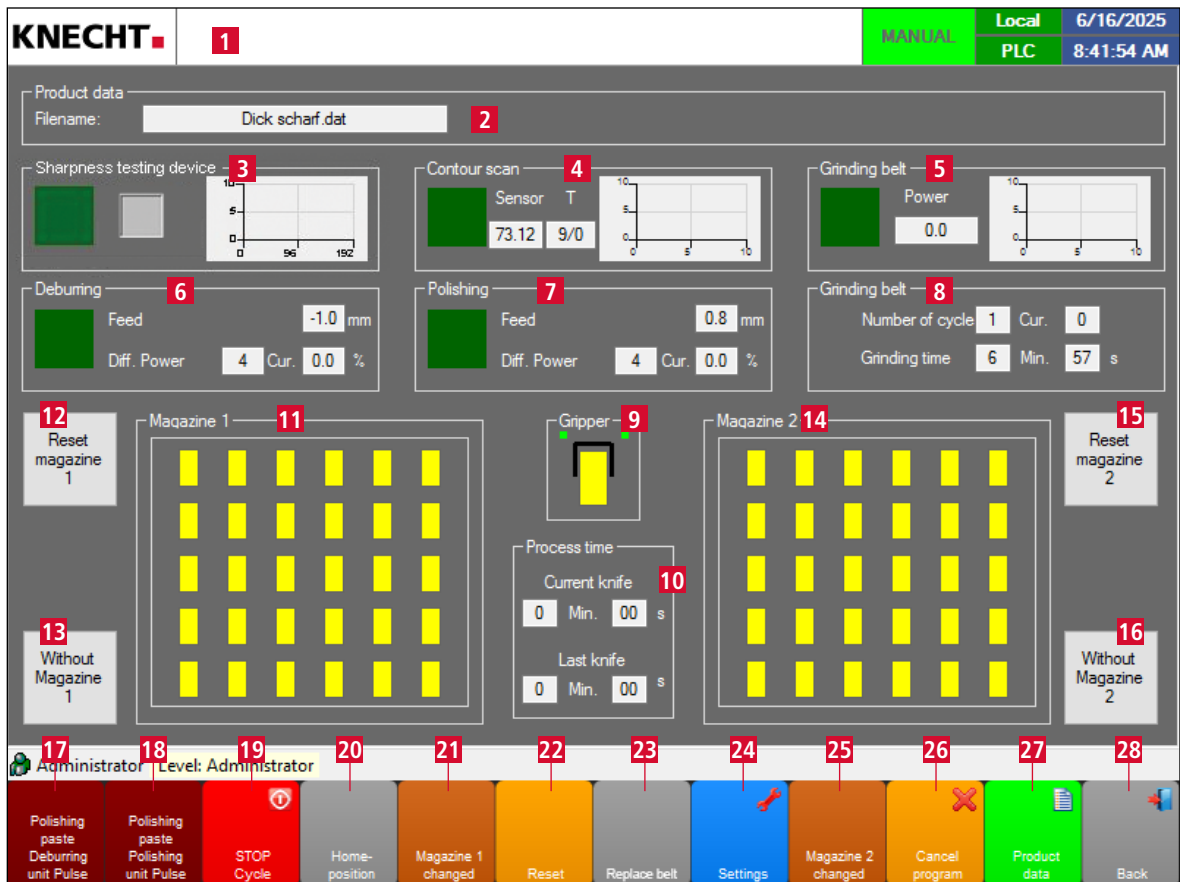 KNECHT
1
MANUAL
Local
6/16/2025
PLC
8:41:54 AM
Product data
Filename:
Dick scharf.dat
2
Sharpness testing device
3
10
5
0
0
96
192
Contour scan
4
Sensor
T
73.12
9/0
10
5
0
0
5
10
Grinding belt
5
Power
0.0
10
5
0
0
5
10
Deburring
6
Feed
-1.0 mm
Diff. Power
4
Cur.
0.0
%
Polishing
7
Feed
0.8 mm
Diff. Power
4
Cur.
0.0
%
Grinding belt
8
Number of cycle
1
Cur.
0
Grinding time
6
Min.
57
s
12
Reset
magazine
1
Magazine 1
11
Gripper
9
Magazine 2
14
15
Reset
magazine
2
Process time
10
Current knife
0
Min.
00
s
Last knife
0
Min.
00
s
13
Without
Magazine
1
16
Without
Magazine
2
17
18
19
20
21
22
23
24
25
26
27
28
Administrator
Level: Administrator
Polishing
paste
Deburring
unit Pulse
Polishing
paste
Polishing
unit Pulse
STOP
Cycle
Home-
position
Magazine 1
changed
Reset
Replace belt
Settings
Magazine 2
changed
Cancel
program
Product
data
Back